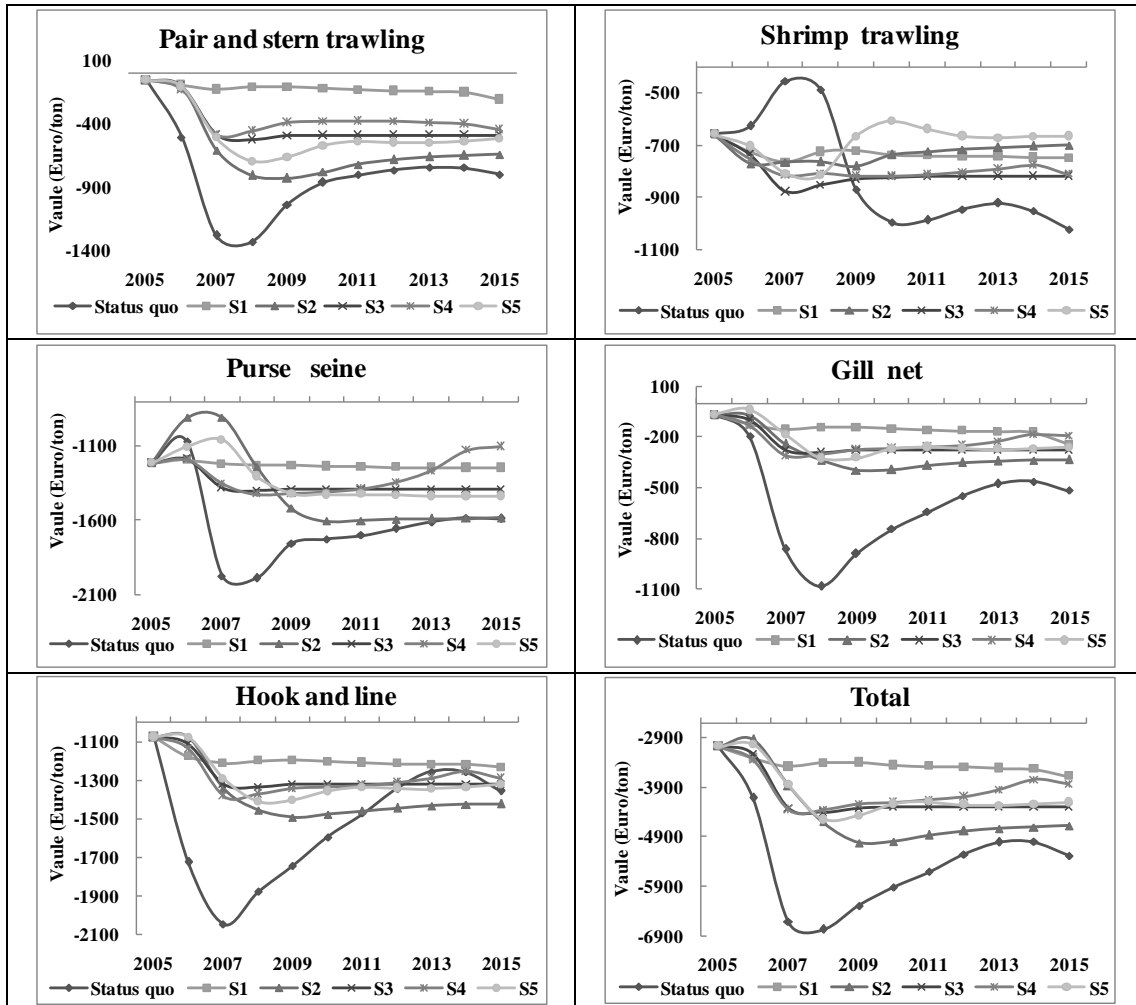 Pair and stern trawling
Vaule (Euro/ton)
100
-400
-900
-1400
2005 2007 2009 2011 2013 2015
Status quo S1 S2 S3 S4 S5
Shrimp trawling
Vaule (Euro/ton)
-500
-700
-900
-1100
2005 2007 2009 2011 2013 2015
Status quo S1 S2 S3 S4 S5
Purse seine
Vaule (Euro/ton)
-1100
-1600
-2100
2005 2007 2009 2011 2013 2015
Status quo S1 S2 S3 S4 S5
Gill net
Vaule (Euro/ton)
100
-200
-500
-800
-1100
2005 2007 2009 2011 2013 2015
Status quo S1 S2 S3 S4 S5
Hook and line
Vaule (Euro/ton)
-1100
-1300
-1500
-1700
-1900
-2100
2005 2007 2009 2011 2013 2015
Status quo S1 S2 S3 S4 S5
Total
Vaule (Euro/ton)
-2900
-3900
-4900
-5900
-6900
2005 2007 2009 2011 2013 2015
Status quo S1 S2 S3 S4 S5